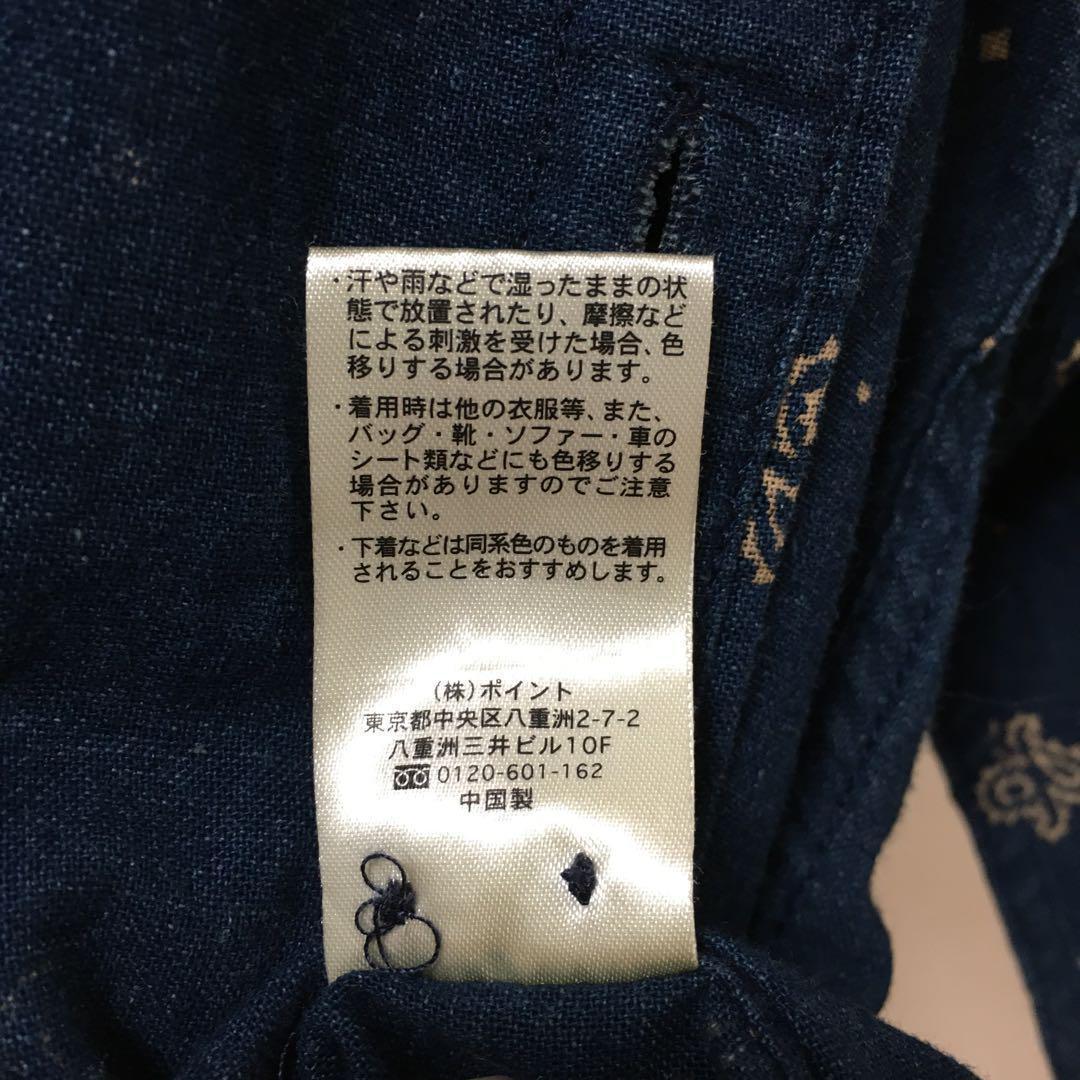 ・汗や雨などで湿ったままの状
態で放置されたり、摩擦など
による刺激を受けた場合、色
移りする場合があります。
・着用時は他の衣服等、また、
バッグ・靴・ソファー・車の
シート類などにも色移りする
場合がありますのでご注意
下さい。
・下着などは同系色のものを着用
されることをおすすめします。
(株)ポイント
東京都中央区八重洲2-7-2
八重洲三井ビル10F
0120-601-162
中国製